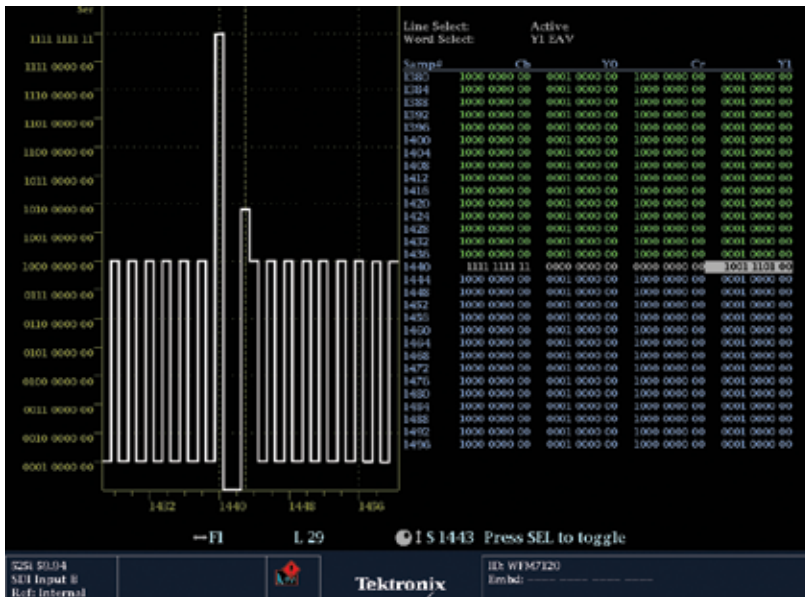 Ser
1111 1111 11
1111 0000 00
1110 0000 00
1101 0000 00
1100 0000 00
1011 0000 00
1010 0000 00
1001 0000 00
1000 0000 00
0111 0000 00
0110 0000 00
0101 0000 00
0100 0000 00
0011 0000 00
0010 0000 00
0001 0000 00
1432 1440 1448 1456
Line Select: Active
Word Select: Y1 EAV
Samp# Cb Y0 Cr Y1
1380 1000 0000 00 0001 0000 00 1000 0000 00 0001 0000 00
1384 1000 0000 00 0001 0000 00 1000 0000 00 0001 0000 00
1388 1000 0000 00 0001 0000 00 1000 0000 00 0001 0000 00
1392 1000 0000 00 0001 0000 00 1000 0000 00 0001 0000 00
1396 1000 0000 00 0001 0000 00 1000 0000 00 0001 0000 00
1400 1000 0000 00 0001 0000 00 1000 0000 00 0001 0000 00
1404 1000 0000 00 0001 0000 00 1000 0000 00 0001 0000 00
1408 1000 0000 00 0001 0000 00 1000 0000 00 0001 0000 00
1412 1000 0000 00 0001 0000 00 1000 0000 00 0001 0000 00
1416 1000 0000 00 0001 0000 00 1000 0000 00 0001 0000 00
1420 1000 0000 00 0001 0000 00 1000 0000 00 0001 0000 00
1424 1000 0000 00 0001 0000 00 1000 0000 00 0001 0000 00
1428 1000 0000 00 0001 0000 00 1000 0000 00 0001 0000 00
1432 1000 0000 00 0001 0000 00 1000 0000 00 0001 0000 00
1436 1000 0000 00 0001 0000 00 1000 0000 00 0001 0000 00
1440 1111 1111 11 0000 0000 00 0000 0000 00 1001 1101 00
1444 1000 0000 00 0001 0000 00 1000 0000 00 0001 0000 00
1448 1000 0000 00 0001 0000 00 1000 0000 00 0001 0000 00
1452 1000 0000 00 0001 0000 00 1000 0000 00 0001 0000 00
1456 1000 0000 00 0001 0000 00 1000 0000 00 0001 0000 00
1460 1000 0000 00 0001 0000 00 1000 0000 00 0001 0000 00
1464 1000 0000 00 0001 0000 00 1000 0000 00 0001 0000 00
1468 1000 0000 00 0001 0000 00 1000 0000 00 0001 0000 00
1472 1000 0000 00 0001 0000 00 1000 0000 00 0001 0000 00
1476 1000 0000 00 0001 0000 00 1000 0000 00 0001 0000 00
1480 1000 0000 00 0001 0000 00 1000 0000 00 0001 0000 00
1484 1000 0000 00 0001 0000 00 1000 0000 00 0001 0000 00
1488 1000 0000 00 0001 0000 00 1000 0000 00 0001 0000 00
1492 1000 0000 00 0001 0000 00 1000 0000 00 0001 0000 00
1496 1000 0000 00 0001 0000 00 1000 0000 00 0001 0000 00
↔F1 L 29 ↕ S 1443 Press SEL to toggle
525i 59.94
SDI Input B
Ref: Internal
Tektronix
ID: WFM7120
Embd: ---- ---- ---- ----